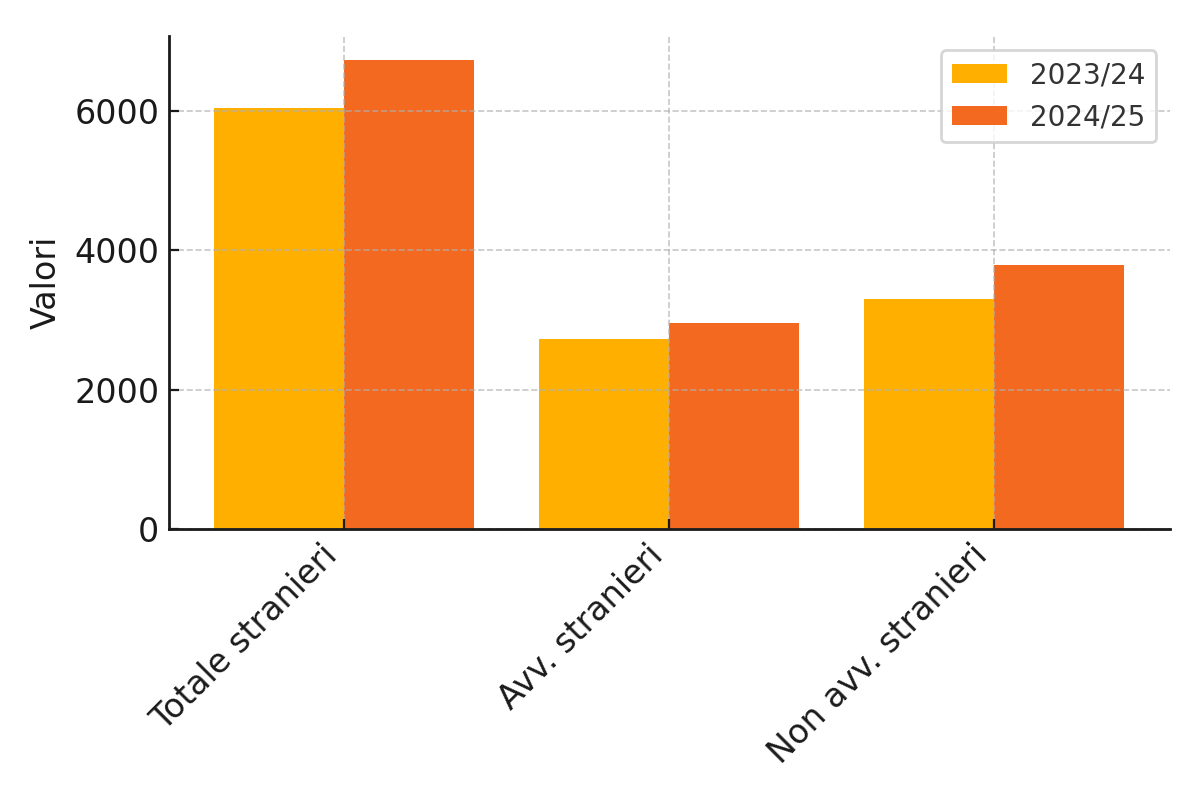 2023/24
2024/25
Valori
6000
4000
2000
0
Totale stranieri
Avv. stranieri
Non avv. stranieri